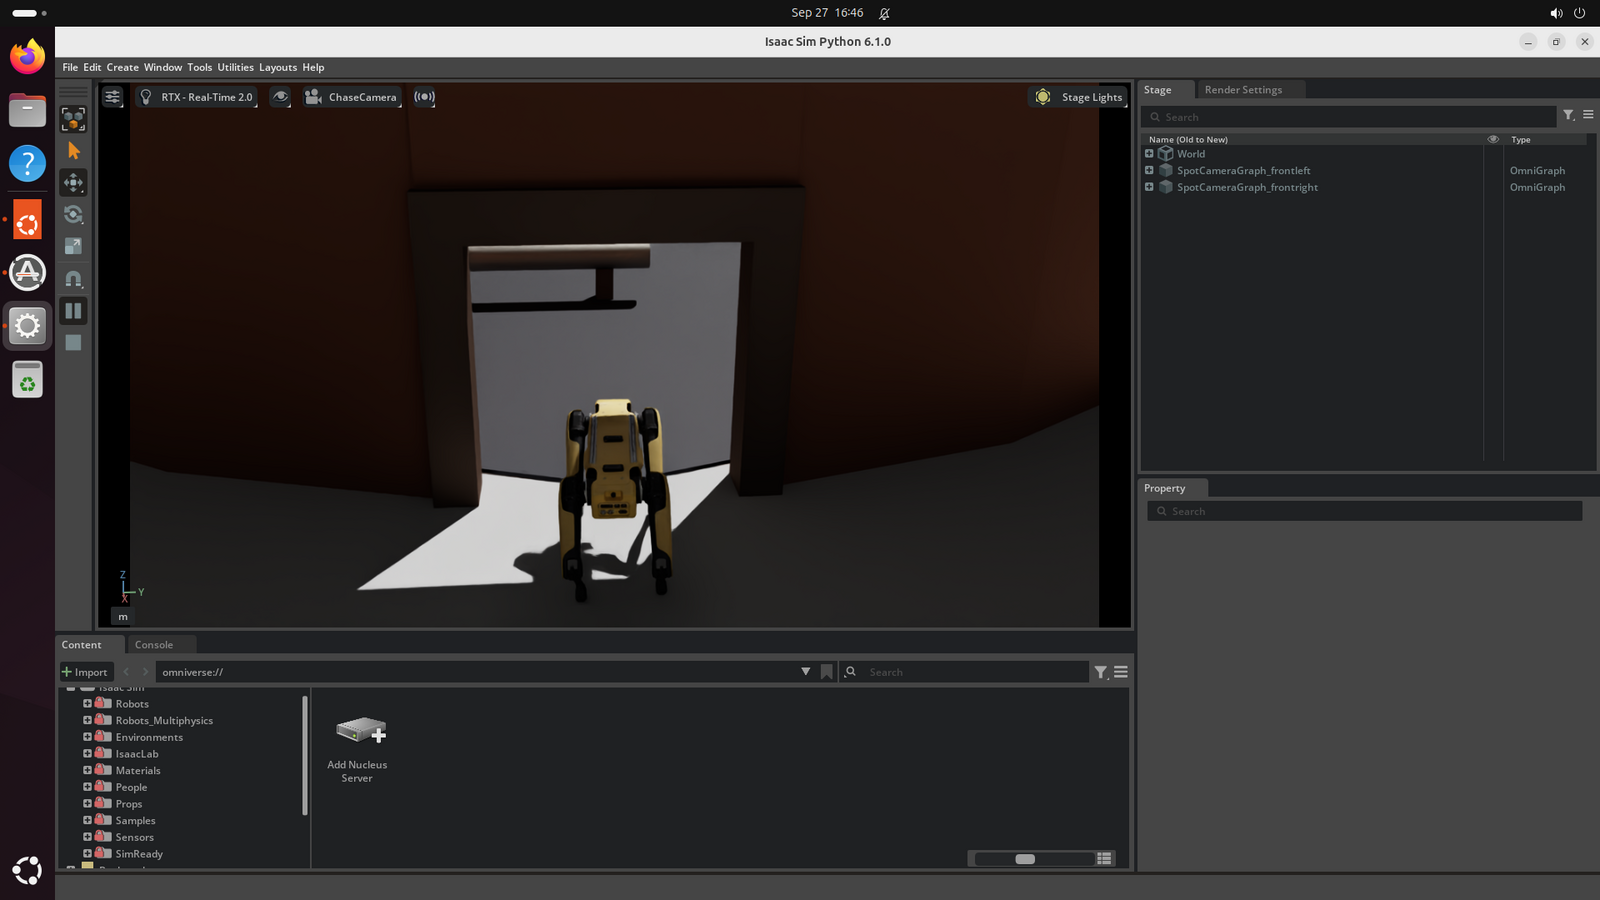 Sep 27 16:46
Isaac Sim Python 6.1.0
File Edit Create Window Tools Utilities Layouts Help
RTX - Real-Time 2.0
ChaseCamera
Stage Lights
Stage
Render Settings
Search
Name (Old to New)
Type
World
SpotCameraGraph_frontleft
OmniGraph
SpotCameraGraph_frontright
OmniGraph
Z
Y
X
m
Property
Search
Content
Console
Import
omniverse://
Search
Isaac Sim
Robots
Robots_Multiphysics
Environments
IsaacLab
Materials
People
Props
Samples
Sensors
SimReady
Add Nucleus
Server